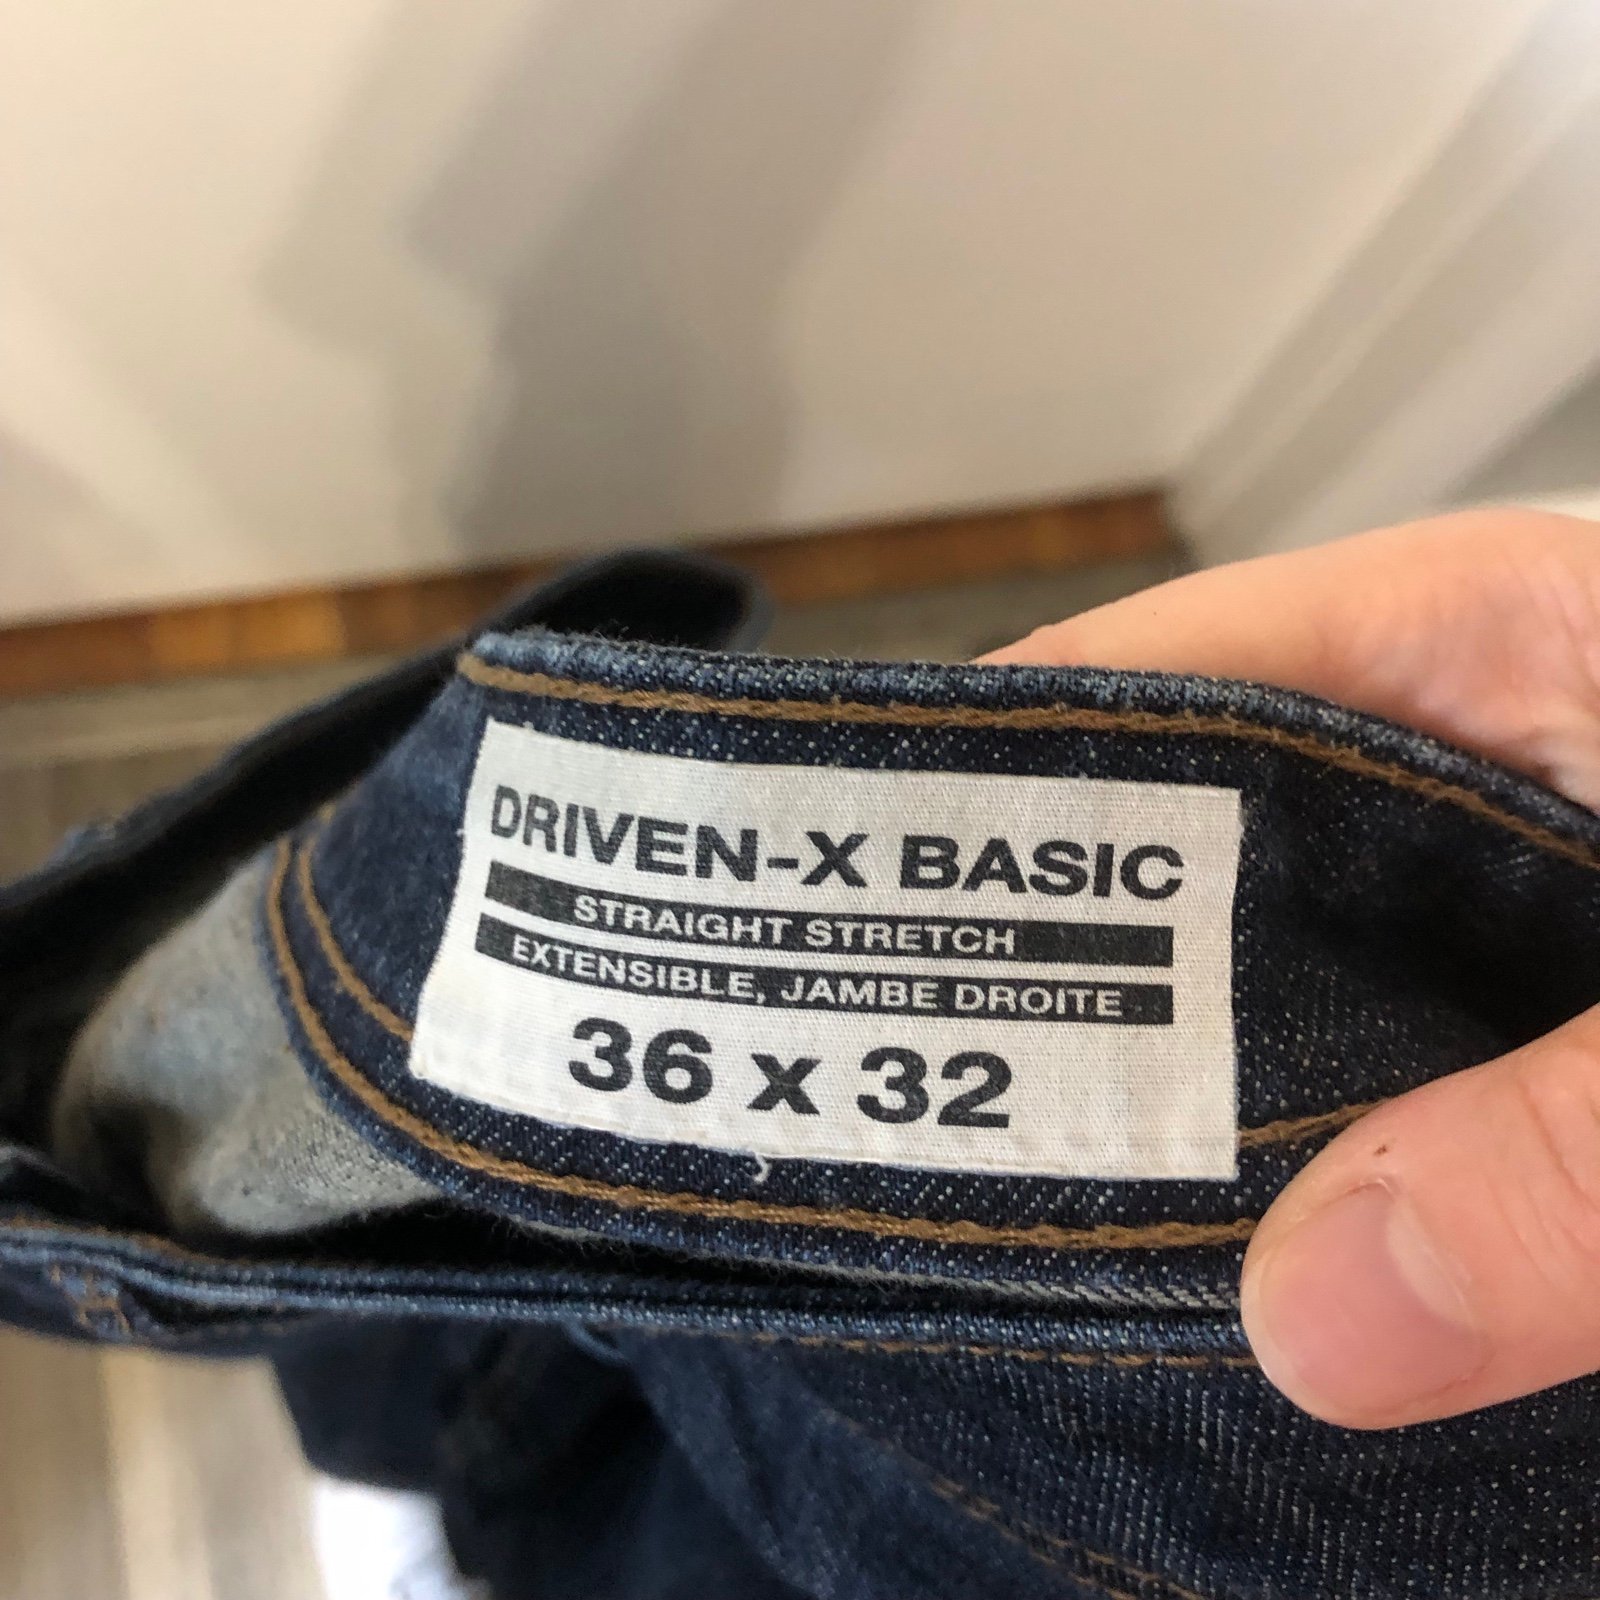 DRIVEN-X BASIC
STRAIGHT STRETCH
EXTENSIBLE, JAMBE DROITE
36 x 32